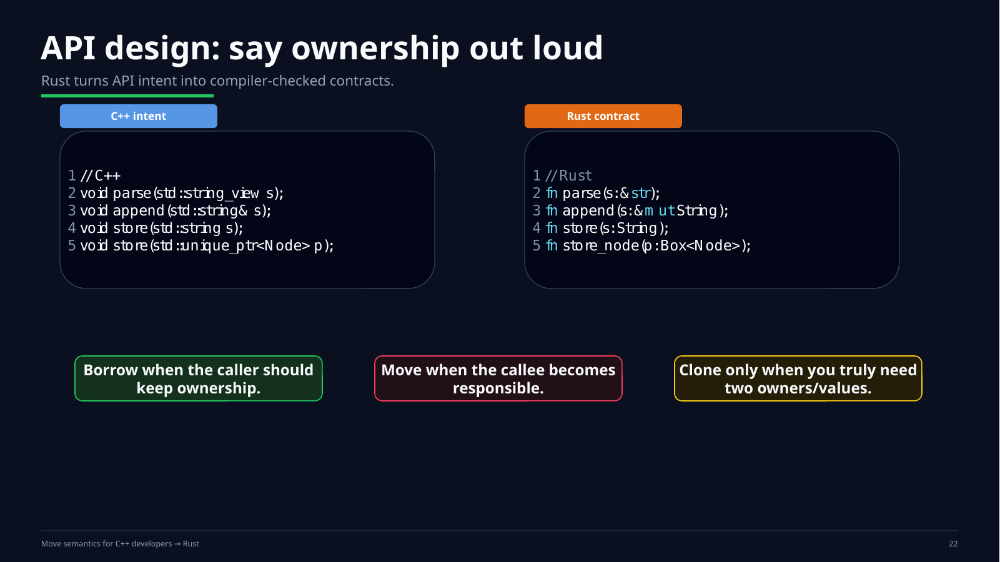 API design: say ownership out loud
Rust turns API intent into compiler-checked contracts.
C++ intent
1 // C++
2 void parse(std::string_view s);
3 void append(std::string& s);
4 void store(std::string s);
5 void store(std::unique_ptr<Node> p);
Rust contract
1 // Rust
2 fn parse(s: &str);
3 fn append(s: &mut String);
4 fn store(s: String);
5 fn store_node(p: Box<Node>);
Borrow when the caller should
keep ownership.
Move when the callee becomes
responsible.
Clone only when you truly need
two owners/values.
Move semantics for C++ developers → Rust
22